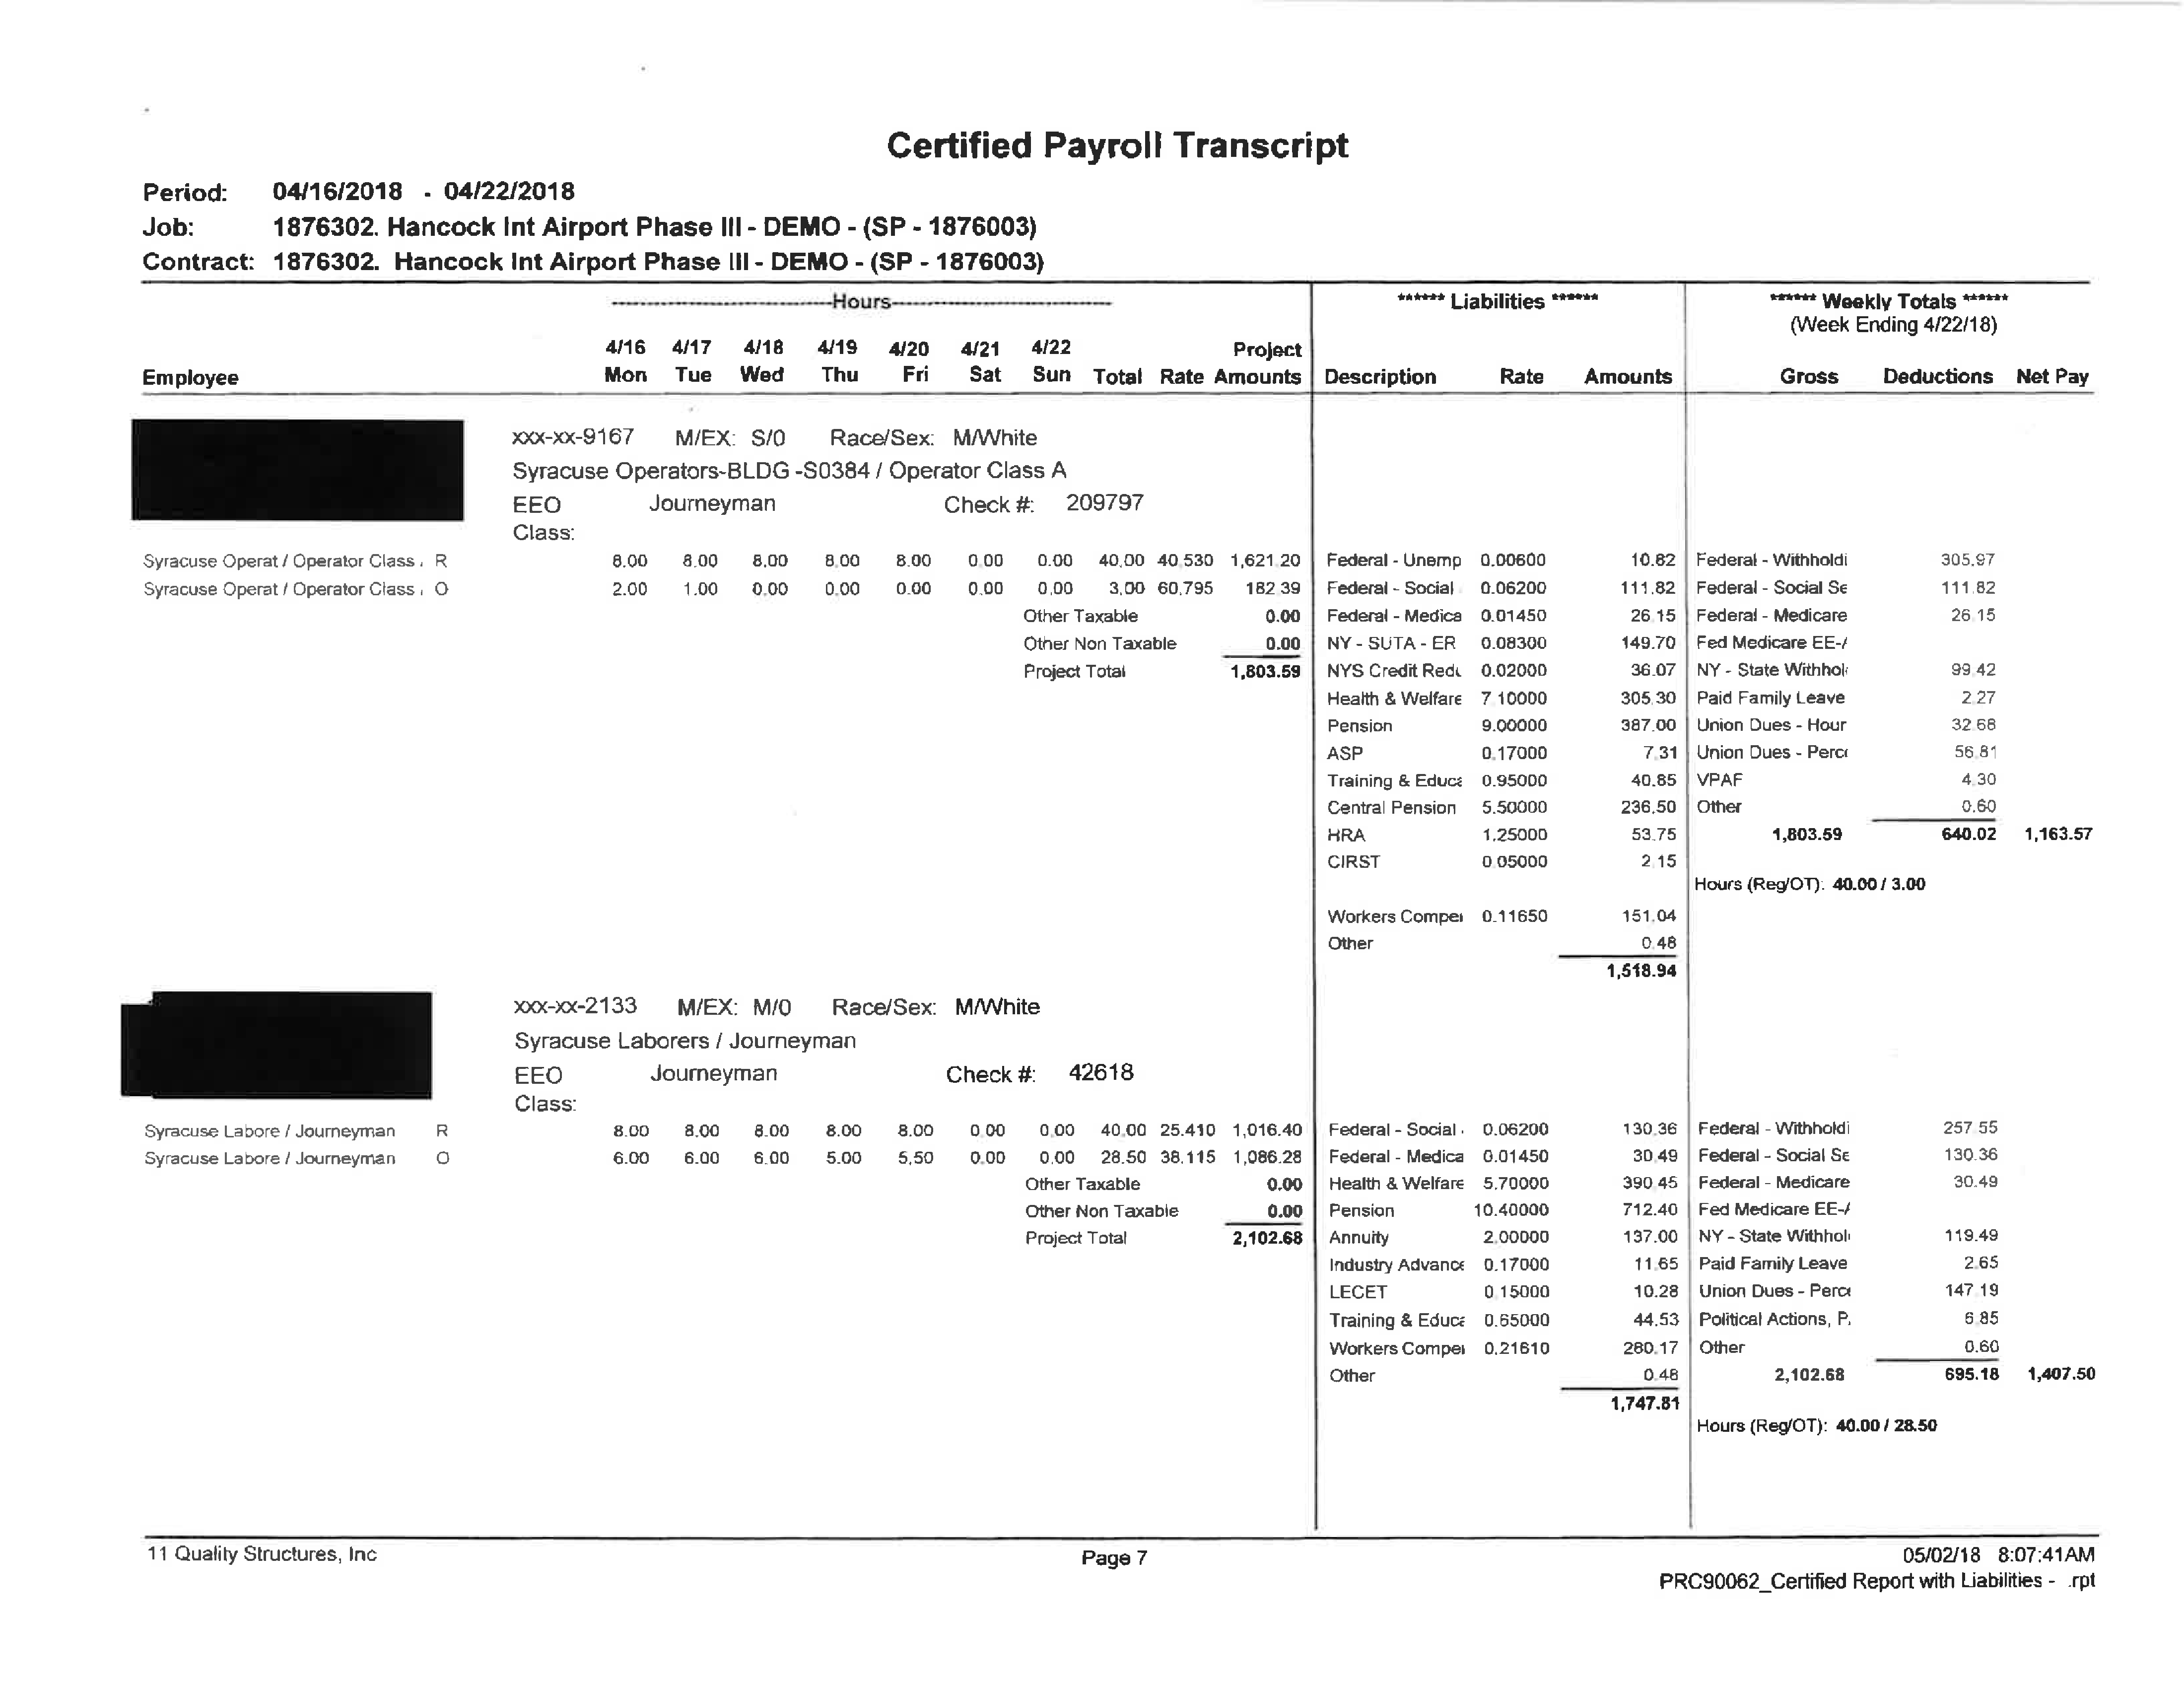 Certified Payroll Transcript
Period: 04/16/2018 - 04/22/2018
Job: 1876302. Hancock Int Airport Phase III - DEMO - (SP - 1876003)
Contract: 1876302. Hancock Int Airport Phase III - DEMO - (SP - 1876003)
---Hours--- ****** Liabilities ****** ****** Weekly Totals ******
(Week Ending 4/22/18)
4/16 4/17 4/18 4/19 4/20 4/21 4/22 Project
Employee Mon Tue Wed Thu Fri Sat Sun Total Rate Amounts Description Rate Amounts Gross Deductions Net Pay
xxx-xx-9167 M/EX: S/0 Race/Sex: M/White
Syracuse Operators-BLDG -S0384 / Operator Class A
EEO Journeyman Check #: 209797
Class:
Syracuse Operat / Operator Class , R 8.00 8.00 8.00 8.00 8.00 0.00 0.00 40.00 40.530 1,621.20 Federal - Unemp 0.00600 10.82 Federal - Withholdi 305.97
Syracuse Operat / Operator Class , O 2.00 1.00 0.00 0.00 0.00 0.00 0.00 3.00 60.795 182.39 Federal - Social 0.06200 111.82 Federal - Social Se 111.82
Other Taxable 0.00 Federal - Medica 0.01450 26.15 Federal - Medicare 26.15
Other Non Taxable 0.00 NY - SUTA - ER 0.08300 149.70 Fed Medicare EE-/
Project Total 1,803.59 NYS Credit Redu 0.02000 36.07 NY - State Withhol 99.42
Health & Welfare 7.10000 305.30 Paid Family Leave 2.27
Pension 9.00000 387.00 Union Dues - Hour 32.68
ASP 0.17000 7.31 Union Dues - Perce 56.81
Training & Educa 0.95000 40.85 VPAF 4.30
Central Pension 5.50000 236.50 Other 0.60
HRA 1.25000 53.75 1,803.59 640.02 1,163.57
CIRST 0.05000 2.15
Hours (Reg/OT): 40.00 / 3.00
Workers Compe 0.11650 151.04
Other 0.48
1,518.94
xxx-xx-2133 M/EX: M/0 Race/Sex: M/White
Syracuse Laborers / Journeyman
EEO Journeyman Check #: 42618
Class:
Syracuse Labore / Journeyman R 8.00 8.00 8.00 8.00 8.00 0.00 0.00 40.00 25.410 1,016.40 Federal - Social 0.06200 130.36 Federal - Withholdi 257.55
Syracuse Labore / Journeyman O 6.00 6.00 6.00 5.00 5.50 0.00 0.00 28.50 38.115 1,086.28 Federal - Medica 0.01450 30.49 Federal - Social Se 130.36
Other Taxable 0.00 Health & Welfare 5.70000 390.45 Federal - Medicare 30.49
Other Non Taxable 0.00 Pension 10.40000 712.40 Fed Medicare EE-/
Project Total 2,102.68 Annuity 2.00000 137.00 NY - State Withhol 119.49
Industry Advance 0.17000 11.65 Paid Family Leave 2.65
LECET 0.15000 10.28 Union Dues - Perce 147.19
Training & Educa 0.65000 44.53 Political Actions, P. 6.85
Workers Compe 0.21610 280.17 Other 0.60
Other 0.48 2,102.68 695.18 1,407.50
1,747.81
Hours (Reg/OT): 40.00 / 28.50
11 Quality Structures, Inc Page 7 05/02/18 8:07:41AM
PRC90062_Certified Report with Liabilities - .rpt